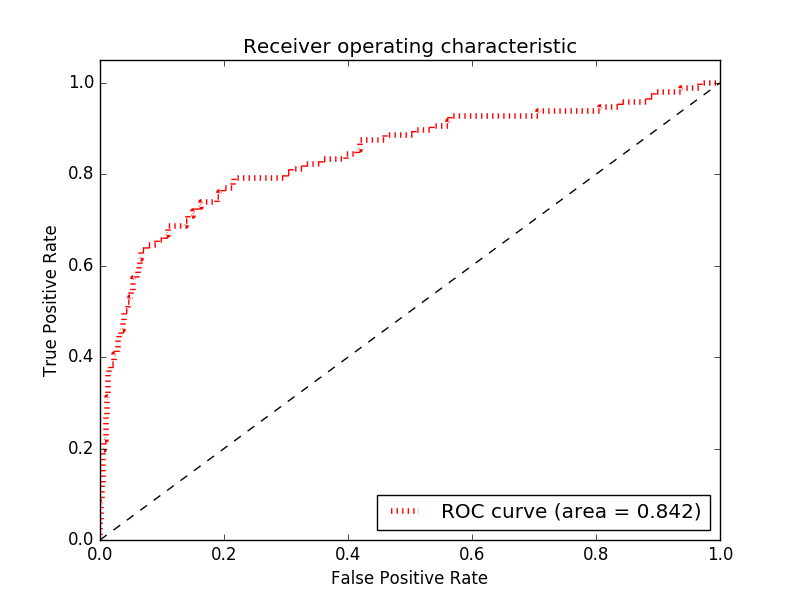 Receiver operating characteristic
1.0
0.8
0.6
0.4
0.2
0.0
True Positive Rate
ROC curve (area = 0.842)
0.0 0.2 0.4 0.6 0.8 1.0
False Positive Rate